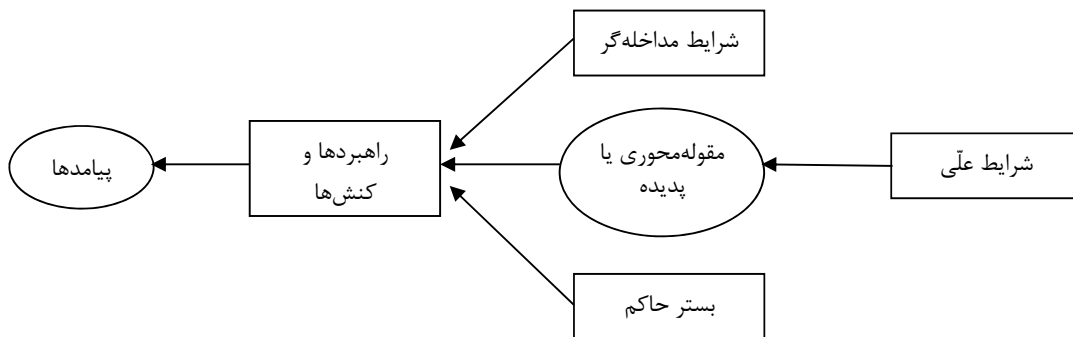 شرایط مداخله‌گر
شرایط علّی
مقوله‌محوری یا
پدیده
راهبردها و
کنش‌ها
پیامدها
بستر حاکم